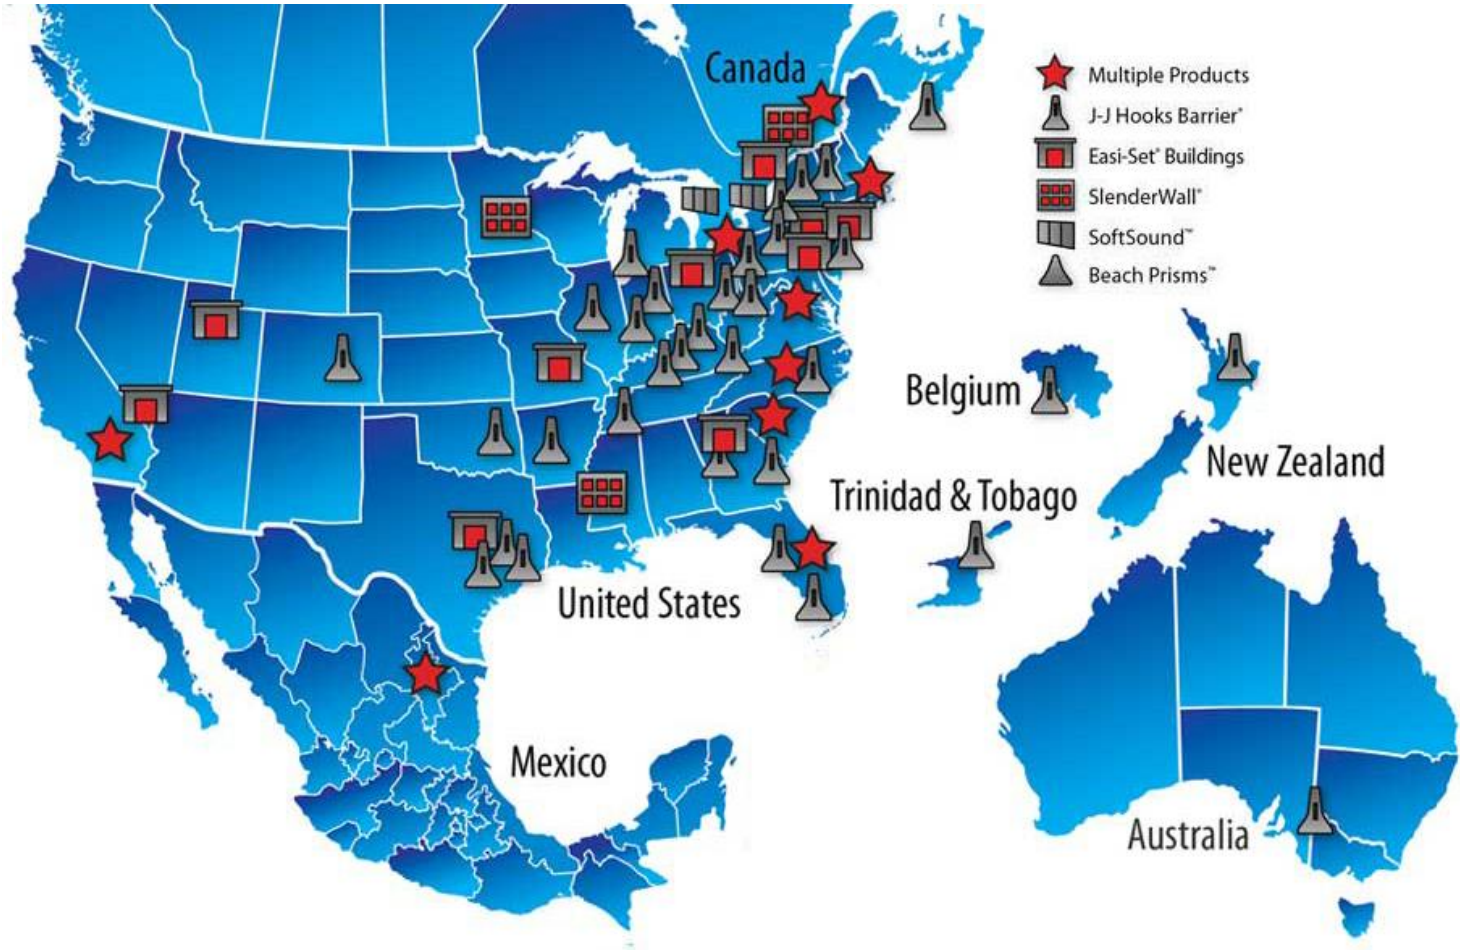 Canada
Multiple Products
J-J Hooks Barrier®
Easi-Set® Buildings
SlenderWall®
SoftSound™
Beach Prisms™
Belgium
New Zealand
Trinidad & Tobago
United States
Mexico
Australia